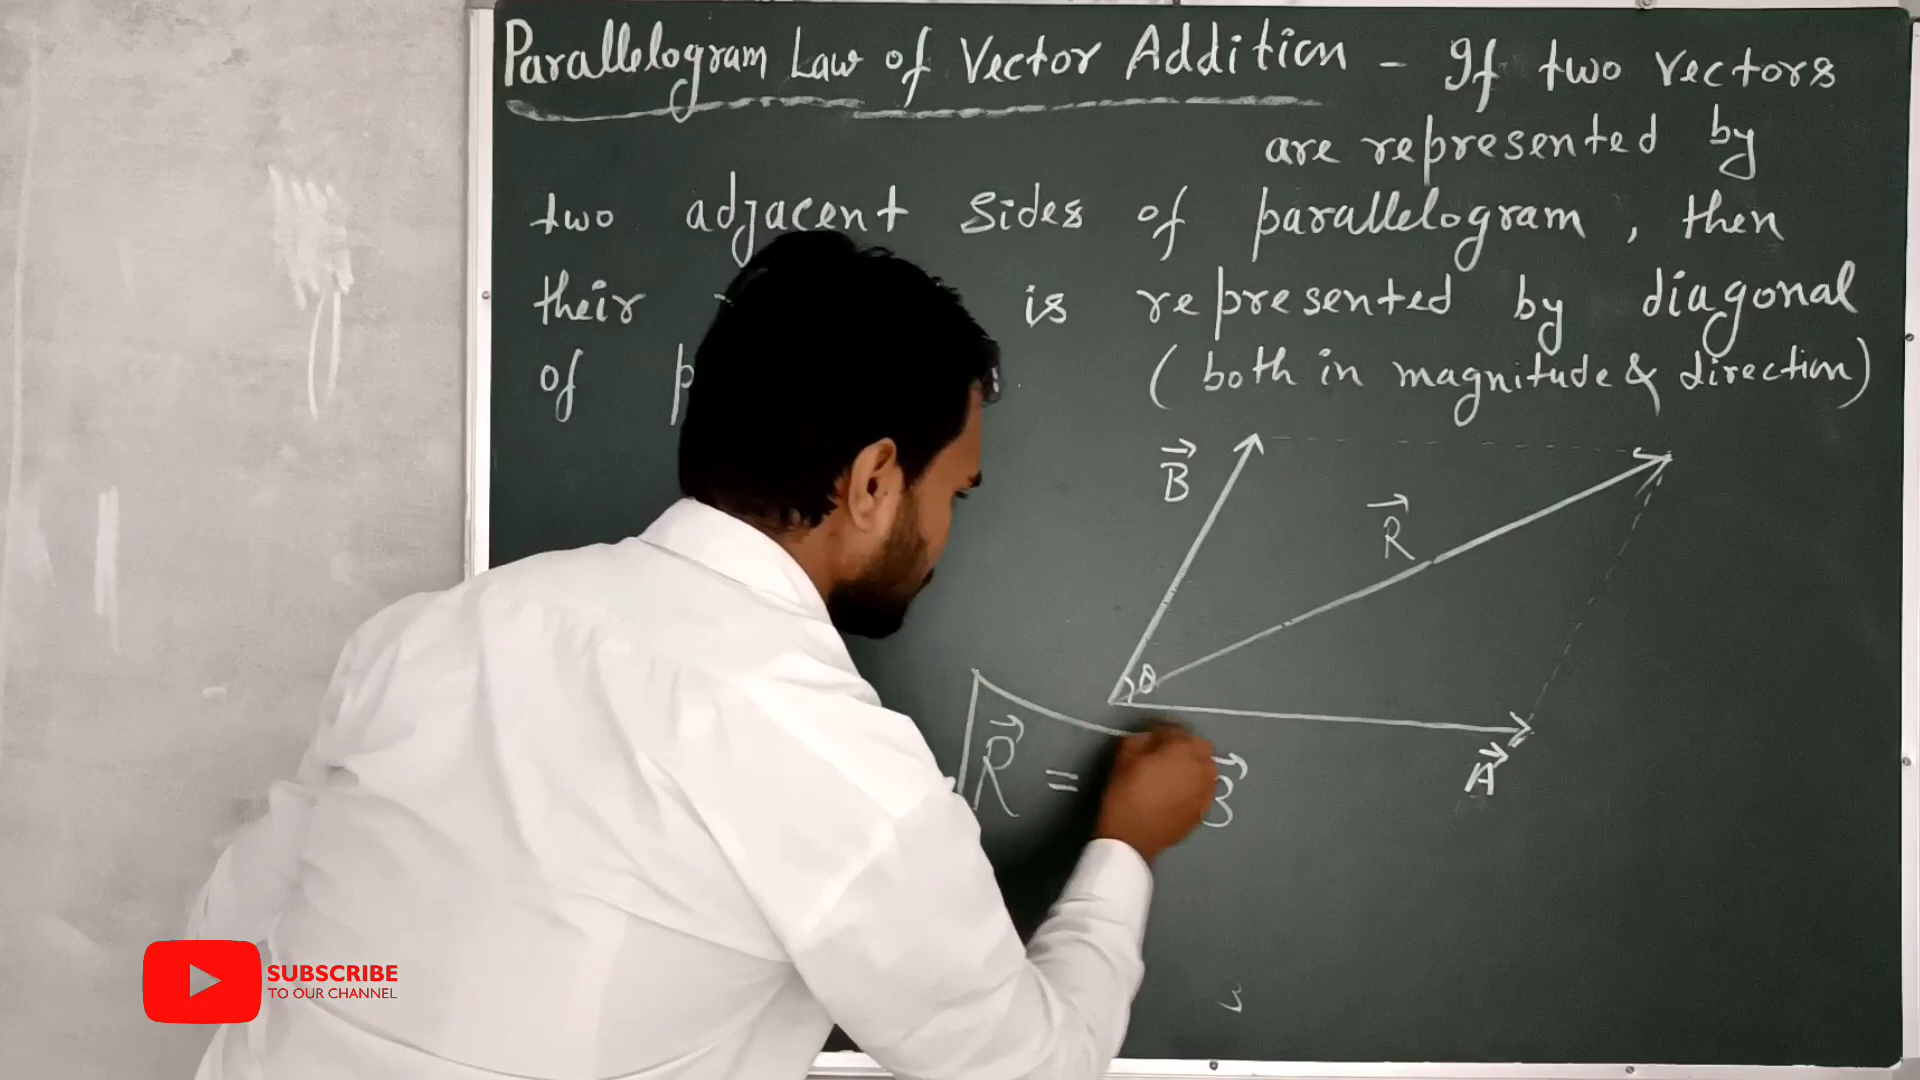 Parallelogram Law of Vector Addition - If two vectors
are represented by
two adjacent sides of parallelogram, then
their is represented by diagonal
of (both in magnitude & direction)
B
R
θ
R =
B
A
SUBSCRIBE
TO OUR CHANNEL